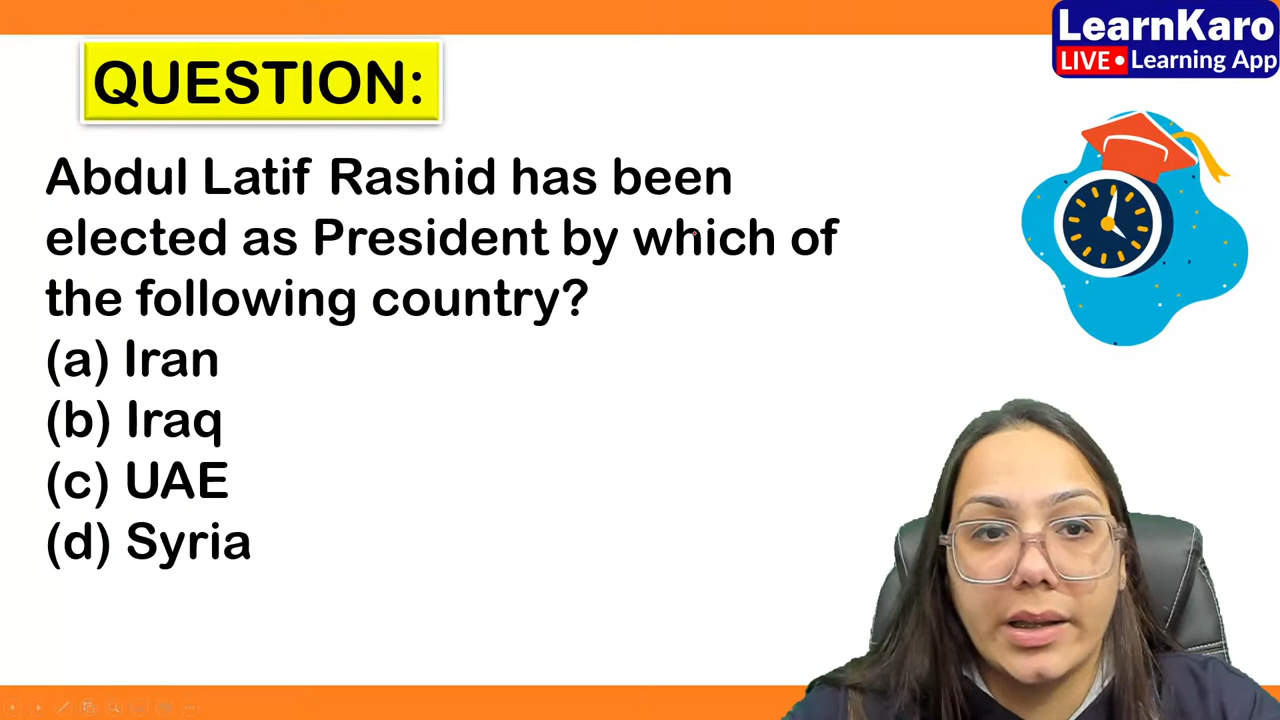 LearnKaro
LIVE • Learning App
QUESTION:
Abdul Latif Rashid has been
elected as President by which of
the following country?
(a) Iran
(b) Iraq
(c) UAE
(d) Syria